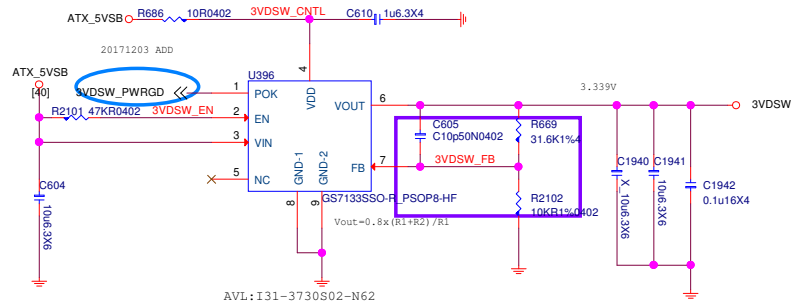 ATX_5VSB
R686
10R0402
3VDSW_CNTL
C610
1u6.3X4
20171203 ADD
ATX_5VSB
[40]
3VDSW_PWRGD
U396
4
1
POK
VDD
3.339V
VOUT
6
3VDSW
R2101
47KR0402
3VDSW_EN
2
EN
C605
C10p50N0402
R669
31.6K1%4
3
VIN
FB
7
3VDSW_FB
C1940
X_10u6.3X6
C1941
10u6.3X6
C1942
0.1u16X4
5
NC
GND-1
GND-2
C604
10u6.3X6
8
9
GS7133SSO-R_PSOP8-HF
R2102
10KR1%0402
Vout=0.8x(R1+R2)/R1
AVL:I31-3730S02-N62